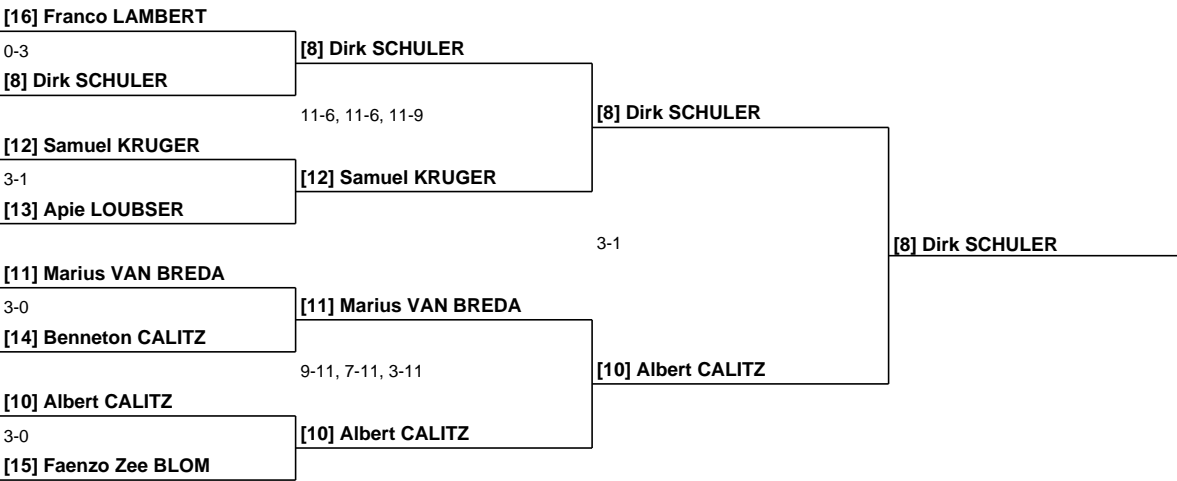 [16] Franco LAMBERT
0-3
[8] Dirk SCHULER
[8] Dirk SCHULER
11-6, 11-6, 11-9
[8] Dirk SCHULER
[12] Samuel KRUGER
3-1
[12] Samuel KRUGER
[13] Apie LOUBSER
3-1
[8] Dirk SCHULER
[11] Marius VAN BREDA
3-0
[11] Marius VAN BREDA
[14] Benneton CALITZ
9-11, 7-11, 3-11
[10] Albert CALITZ
[10] Albert CALITZ
3-0
[10] Albert CALITZ
[15] Faenzo Zee BLOM